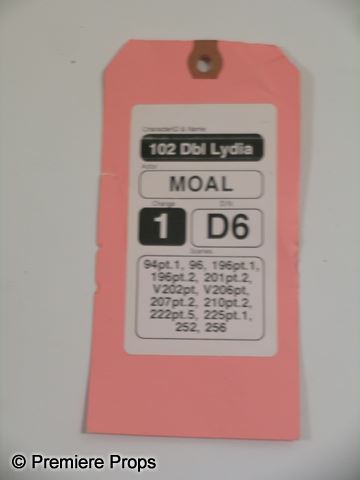 Character/ID & Name
102 Dbl Lydia
Actor
MOAL
Change
D/N
1
D6
Scenes
94pt.1, 96, 196pt.1,
196pt.2, 201pt.2,
V202pt, V206pt,
207pt.2, 210pt.2,
222pt.5, 225pt.1,
252, 256
© Premiere Props